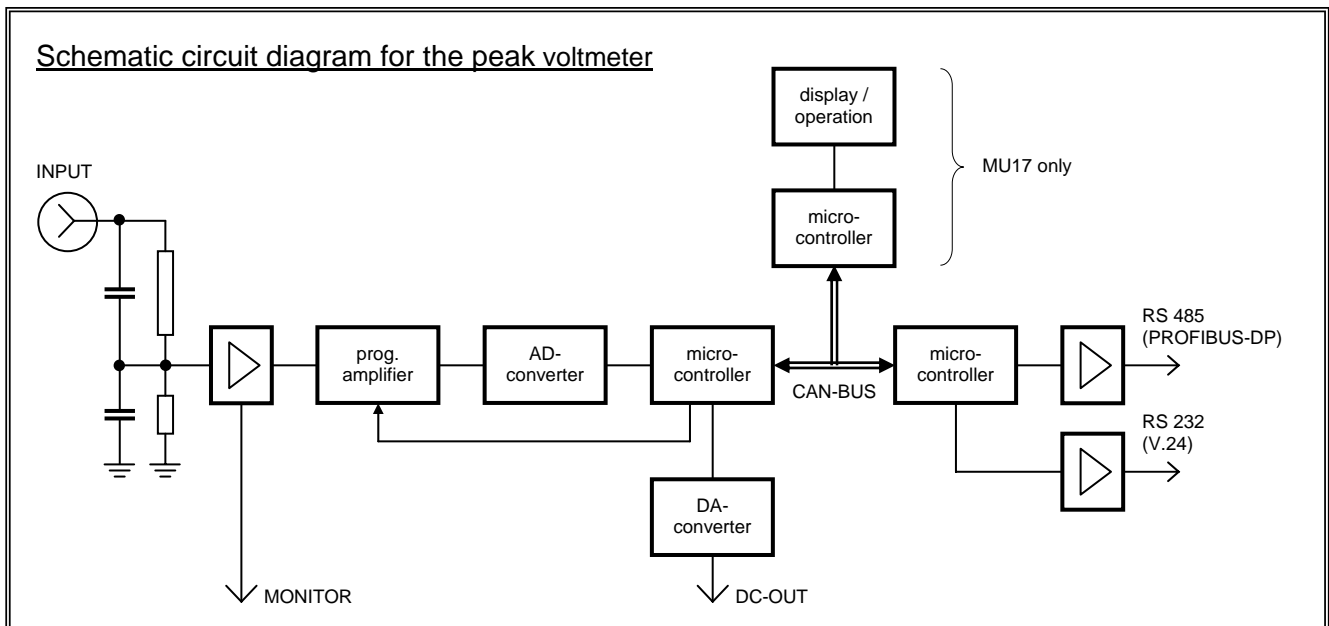 Schematic circuit diagram for the peak voltmeter
display /
operation
MU17 only
INPUT
micro-
controller
RS 485
(PROFIBUS-DP)
prog.
amplifier
AD-
converter
micro-
controller
CAN-BUS
micro-
controller
RS 232
(V.24)
DA-
converter
MONITOR
DC-OUT